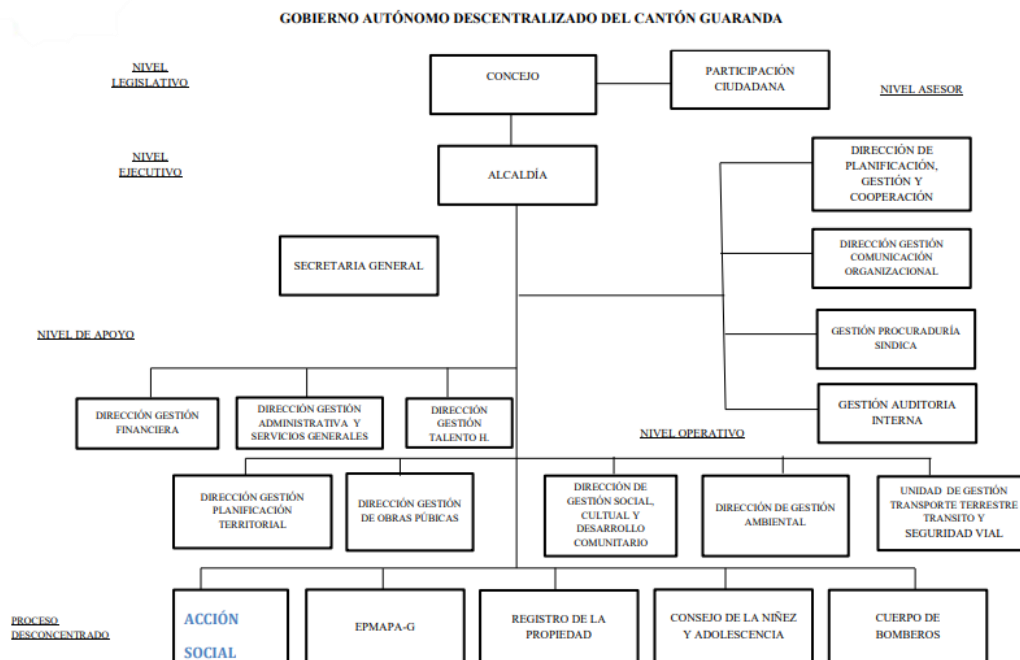 GOBIERNO AUTÓNOMO DESCENTRALIZADO DEL CANTÓN GUARANDA
NIVEL
LEGISLATIVO
CONCEJO
PARTICIPACIÓN
CIUDADANA
NIVEL ASESOR
NIVEL
EJECUTIVO
ALCALDÍA
DIRECCIÓN DE
PLANIFICACIÓN,
GESTIÓN Y
COOPERACIÓN
SECRETARIA GENERAL
DIRECCIÓN GESTIÓN
COMUNICACIÓN
ORGANIZACIONAL
NIVEL DE APOYO
GESTIÓN PROCURADURÍA
SINDICA
DIRECCIÓN GESTIÓN
FINANCIERA
DIRECCIÓN GESTIÓN
ADMINISTRATIVA Y
SERVICIOS GENERALES
DIRECCIÓN
GESTIÓN
TALENTO H.
GESTIÓN AUDITORIA
INTERNA
NIVEL OPERATIVO
DIRECCIÓN GESTIÓN
PLANIFICACIÓN
TERRITORIAL
DIRECCIÓN GESTIÓN
DE OBRAS PÚBICAS
DIRECCIÓN DE
GESTIÓN SOCIAL,
CULTUAL Y
DESARROLLO
COMUNITARIO
DIRECCIÓN DE GESTIÓN
AMBIENTAL
UNIDAD DE GESTIÓN
TRANSPORTE TERRESTRE
TRANSITO Y
SEGURIDAD VIAL
PROCESO
DESCONCENTRADO
ACCIÓN
SOCIAL
EPMAPA-G
REGISTRO DE LA
PROPIEDAD
CONSEJO DE LA NIÑEZ
Y ADOLESCENCIA
CUERPO DE
BOMBEROS